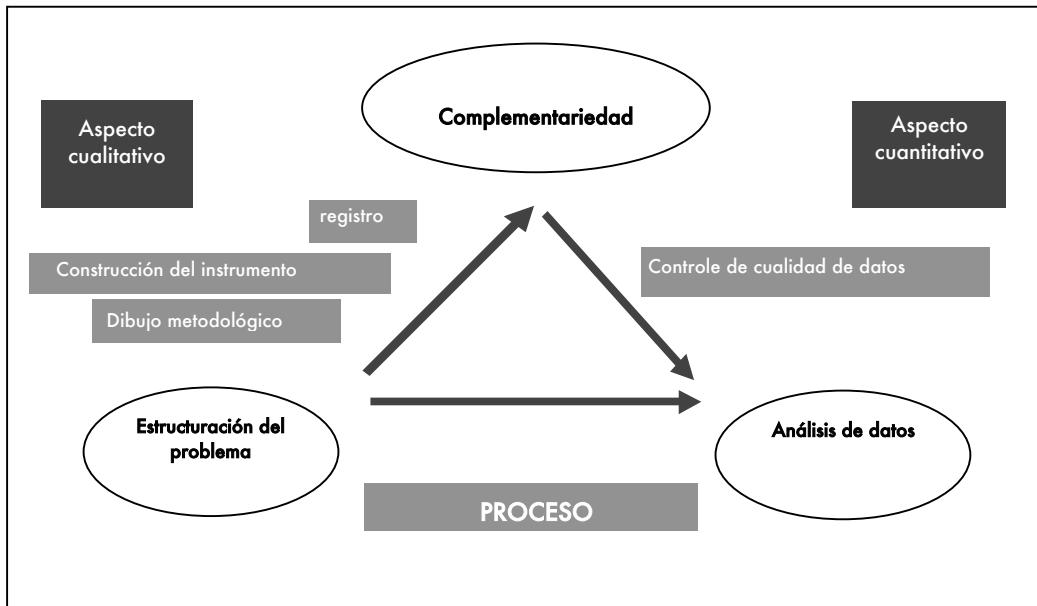 Complementariedad
Aspecto
cualitativo
Aspecto
cuantitativo
registro
Construcción del instrumento
Controle de cualidad de datos
Dibujo metodológico
Estructuración del
problema
Análisis de datos
PROCESO